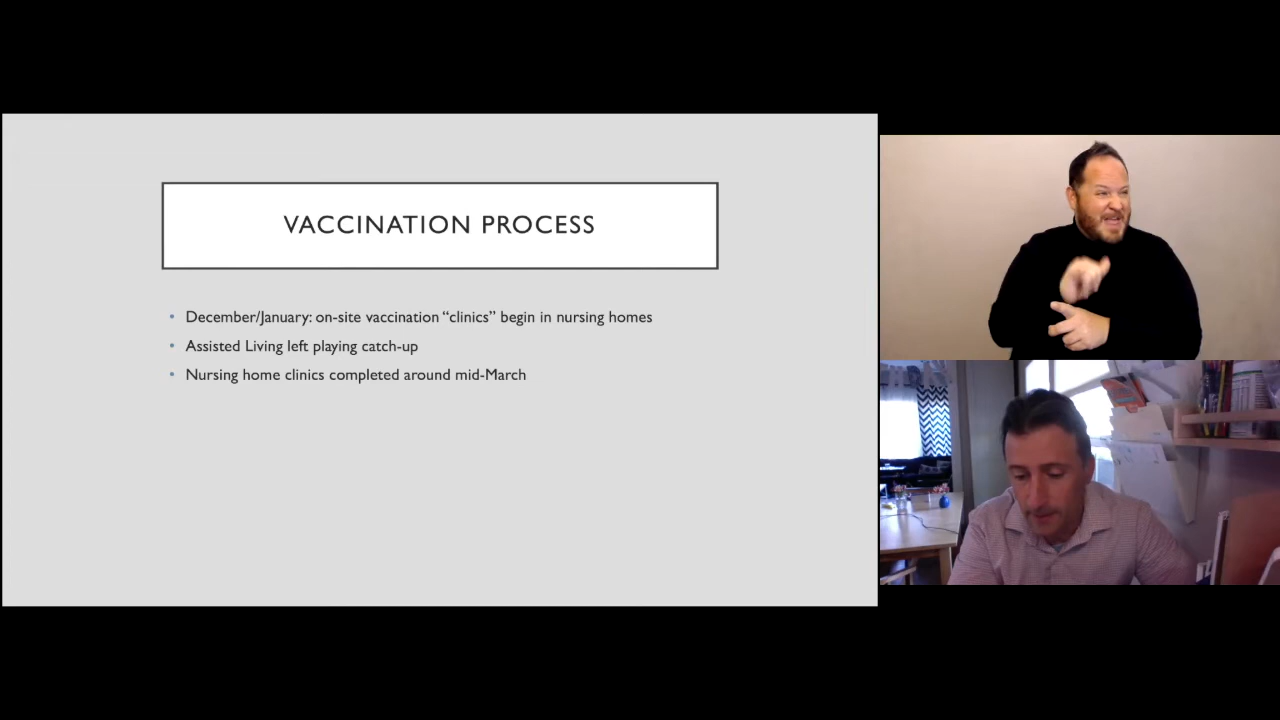 VACCINATION PROCESS
• December/January: on-site vaccination “clinics” begin in nursing homes
• Assisted Living left playing catch-up
• Nursing home clinics completed around mid-March